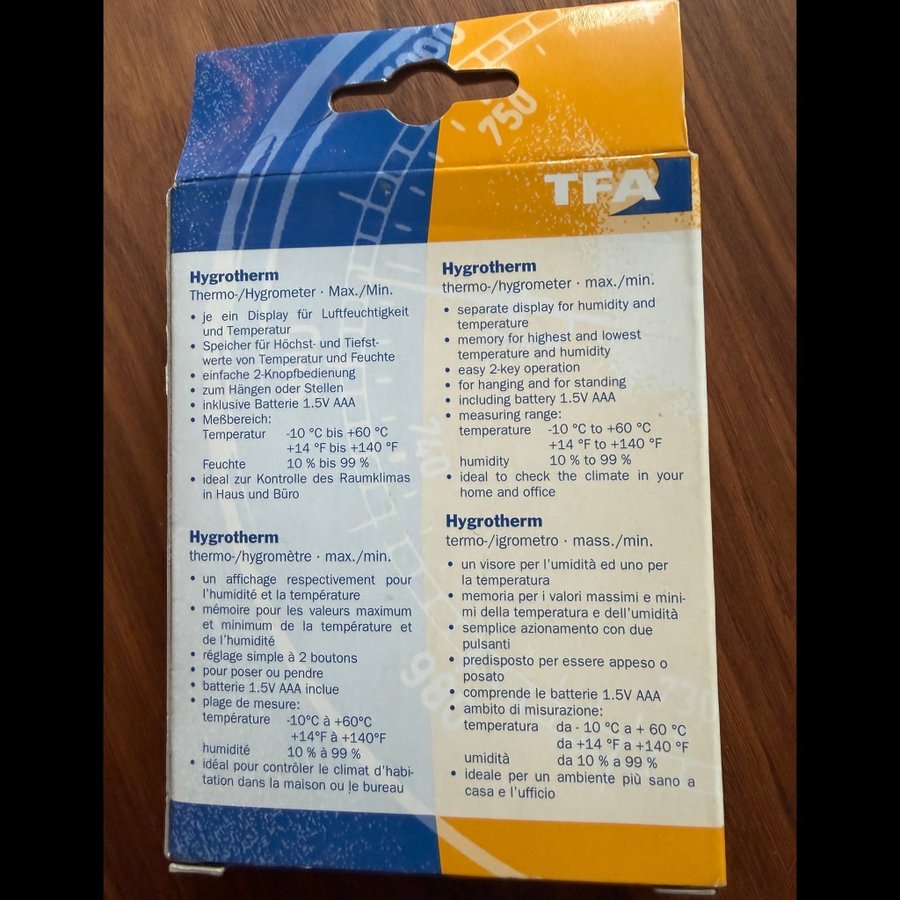 1000
750
TFA
Hygrotherm
Thermo-/Hygrometer · Max./Min.
• je ein Display für Luftfeuchtigkeit
und Temperatur
• Speicher für Höchst- und Tiefst-
werte von Temperatur und Feuchte
• einfache 2-Knopfbedienung
• zum Hängen oder Stellen
• inklusive Batterie 1.5V AAA
• Meßbereich:
Temperatur -10 °C bis +60 °C
+14 °F bis +140 °F
Feuchte 10 % bis 99 %
• ideal zur Kontrolle des Raumklimas
in Haus und Büro
Hygrotherm
thermo-/hygrometer · max./min.
• separate display for humidity and
temperature
• memory for highest and lowest
temperature and humidity
• easy 2-key operation
• for hanging and for standing
• including battery 1.5V AAA
• measuring range:
temperature -10 °C to +60 °C
+14 °F to +140 °F
humidity 10 % to 99 %
• ideal to check the climate in your
home and office
740
Hygrotherm
thermo-/hygromètre · max./min.
• un affichage respectivement pour
l'humidité et la température
• mémoire pour les valeurs maximum
et minimum de la température et
de l'humidité
• réglage simple à 2 boutons
• pour poser ou pendre
• batterie 1.5V AAA inclue
• plage de mesure:
température -10°C à +60°C
+14°F à +140°F
humidité 10 % à 99 %
• idéal pour contrôler le climat d'habi-
tation dans la maison ou le bureau
Hygrotherm
termo-/igrometro · mass./min.
• un visore per l'umidità ed uno per
la temperatura
• memoria per i valori massimi e mini-
mi della temperatura e dell'umidità
• semplice azionamento con due
pulsanti
• predisposto per essere appeso o
posato
• comprende le batterie 1.5V AAA
• ambito di misurazione:
temperatura da - 10 °C a + 60 °C
da +14 °F a +140 °F
umidità da 10 % a 99 %
• ideale per un ambiente più sano a
casa e l'ufficio
960
730